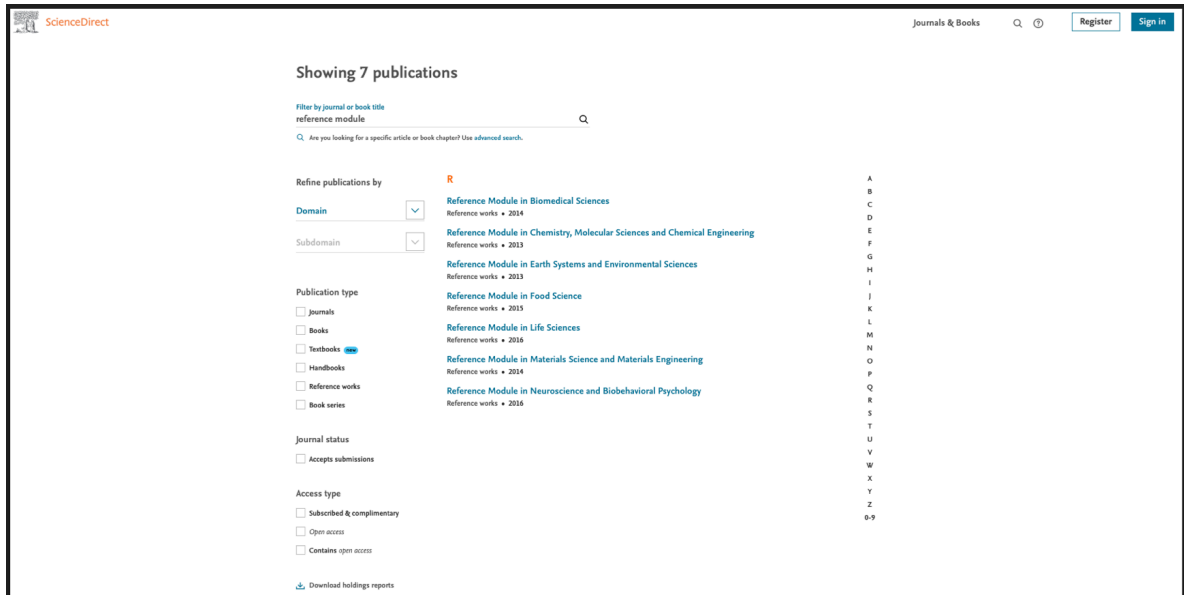 ScienceDirect
Journals & Books
Register
Sign in
Showing 7 publications
Filter by journal or book title
reference module
Are you looking for a specific article or book chapter? Use advanced search.
Refine publications by
Domain
Subdomain
Publication type
Journals
Books
Textbooks new
Handbooks
Reference works
Book series
Journal status
Accepts submissions
Access type
Subscribed & complimentary
Open access
Contains open access
Download holdings reports
R
Reference Module in Biomedical Sciences
Reference works • 2014
Reference Module in Chemistry, Molecular Sciences and Chemical Engineering
Reference works • 2013
Reference Module in Earth Systems and Environmental Sciences
Reference works • 2013
Reference Module in Food Science
Reference works • 2015
Reference Module in Life Sciences
Reference works • 2016
Reference Module in Materials Science and Materials Engineering
Reference works • 2014
Reference Module in Neuroscience and Biobehavioral Psychology
Reference works • 2016
A
B
C
D
E
F
G
H
I
J
K
L
M
N
O
P
Q
R
S
T
U
V
W
X
Y
Z
0-9